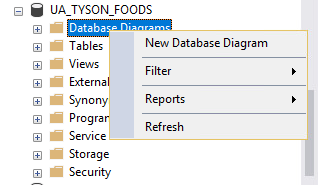 UA_TYSON_FOODS
Database Diagrams
Tables
Views
External
Synony
Program
Service
Storage
Security
New Database Diagram
Filter
Reports
Refresh